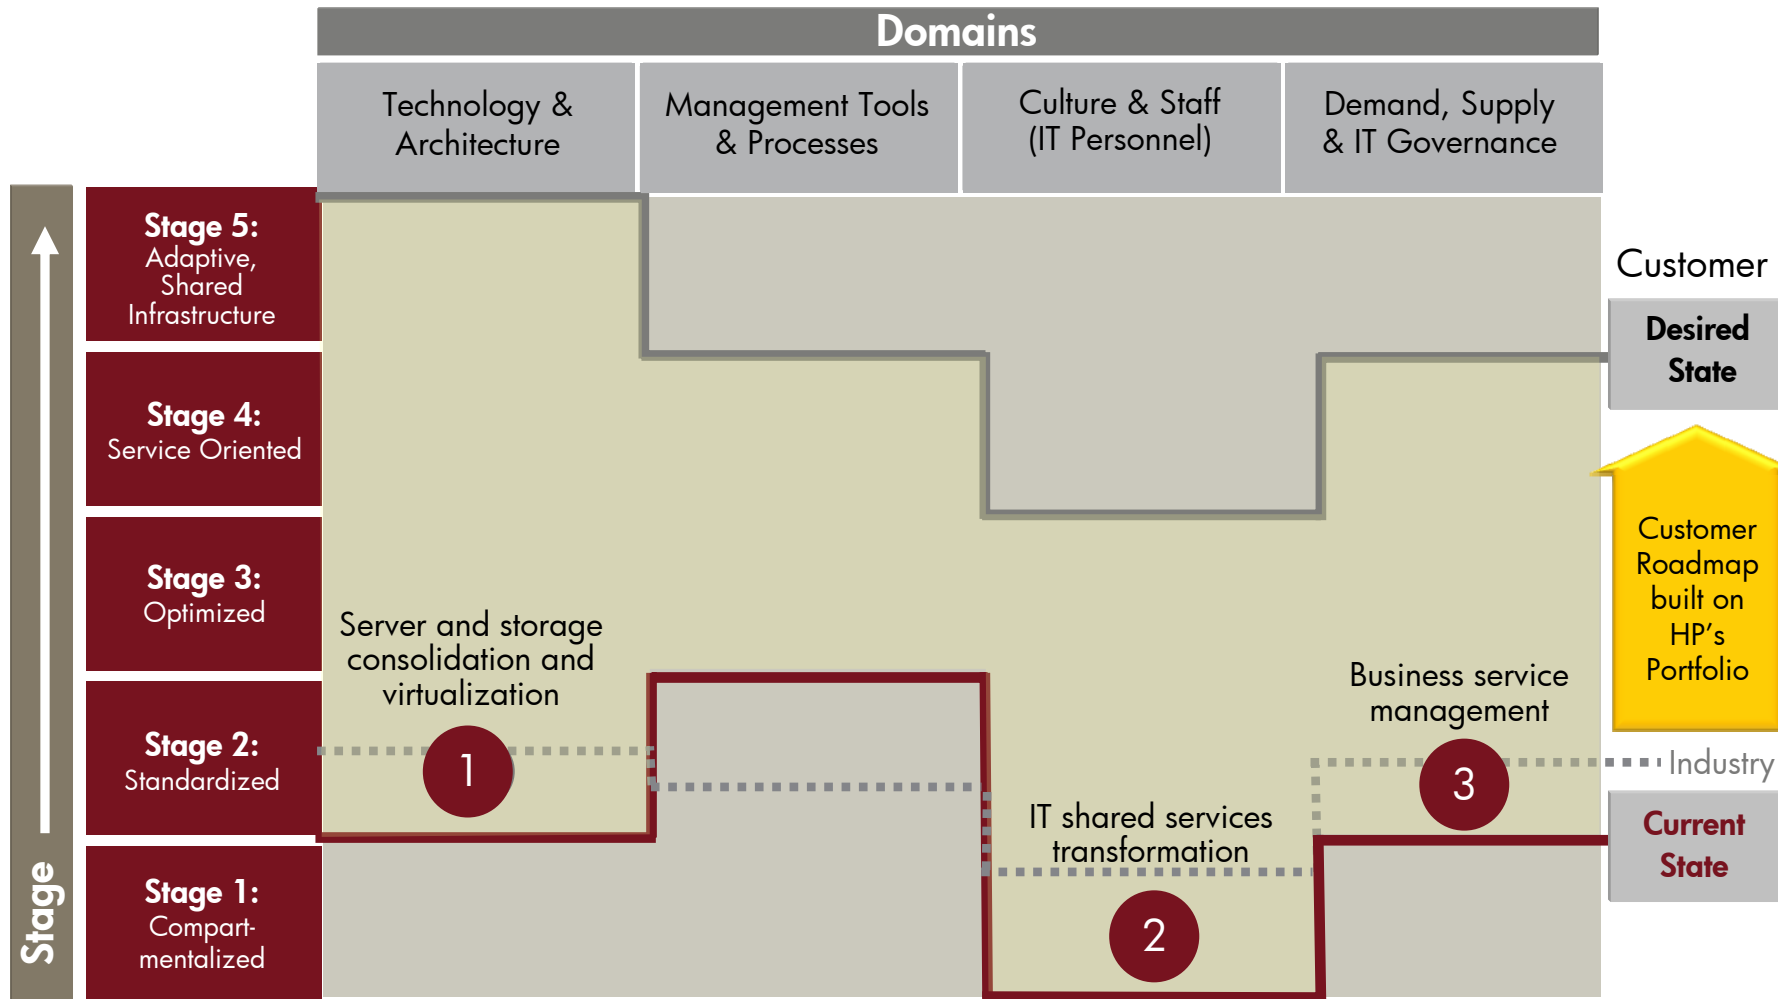 Domains
Technology &
Architecture
Management Tools
& Processes
Culture & Staff
(IT Personnel)
Demand, Supply
& IT Governance
Stage 5:
Adaptive,
Shared
Infrastructure
Customer
Desired
State
Stage 4:
Service Oriented
Stage 3:
Optimized
Customer
Roadmap
built on
HP's
Portfolio
Server and storage
consolidation and
virtualization
Business service
management
Stage 2:
Standardized
1
3
Industry
IT shared services
transformation
Current
State
Stage 1:
Compart-
mentalized
2
Stage